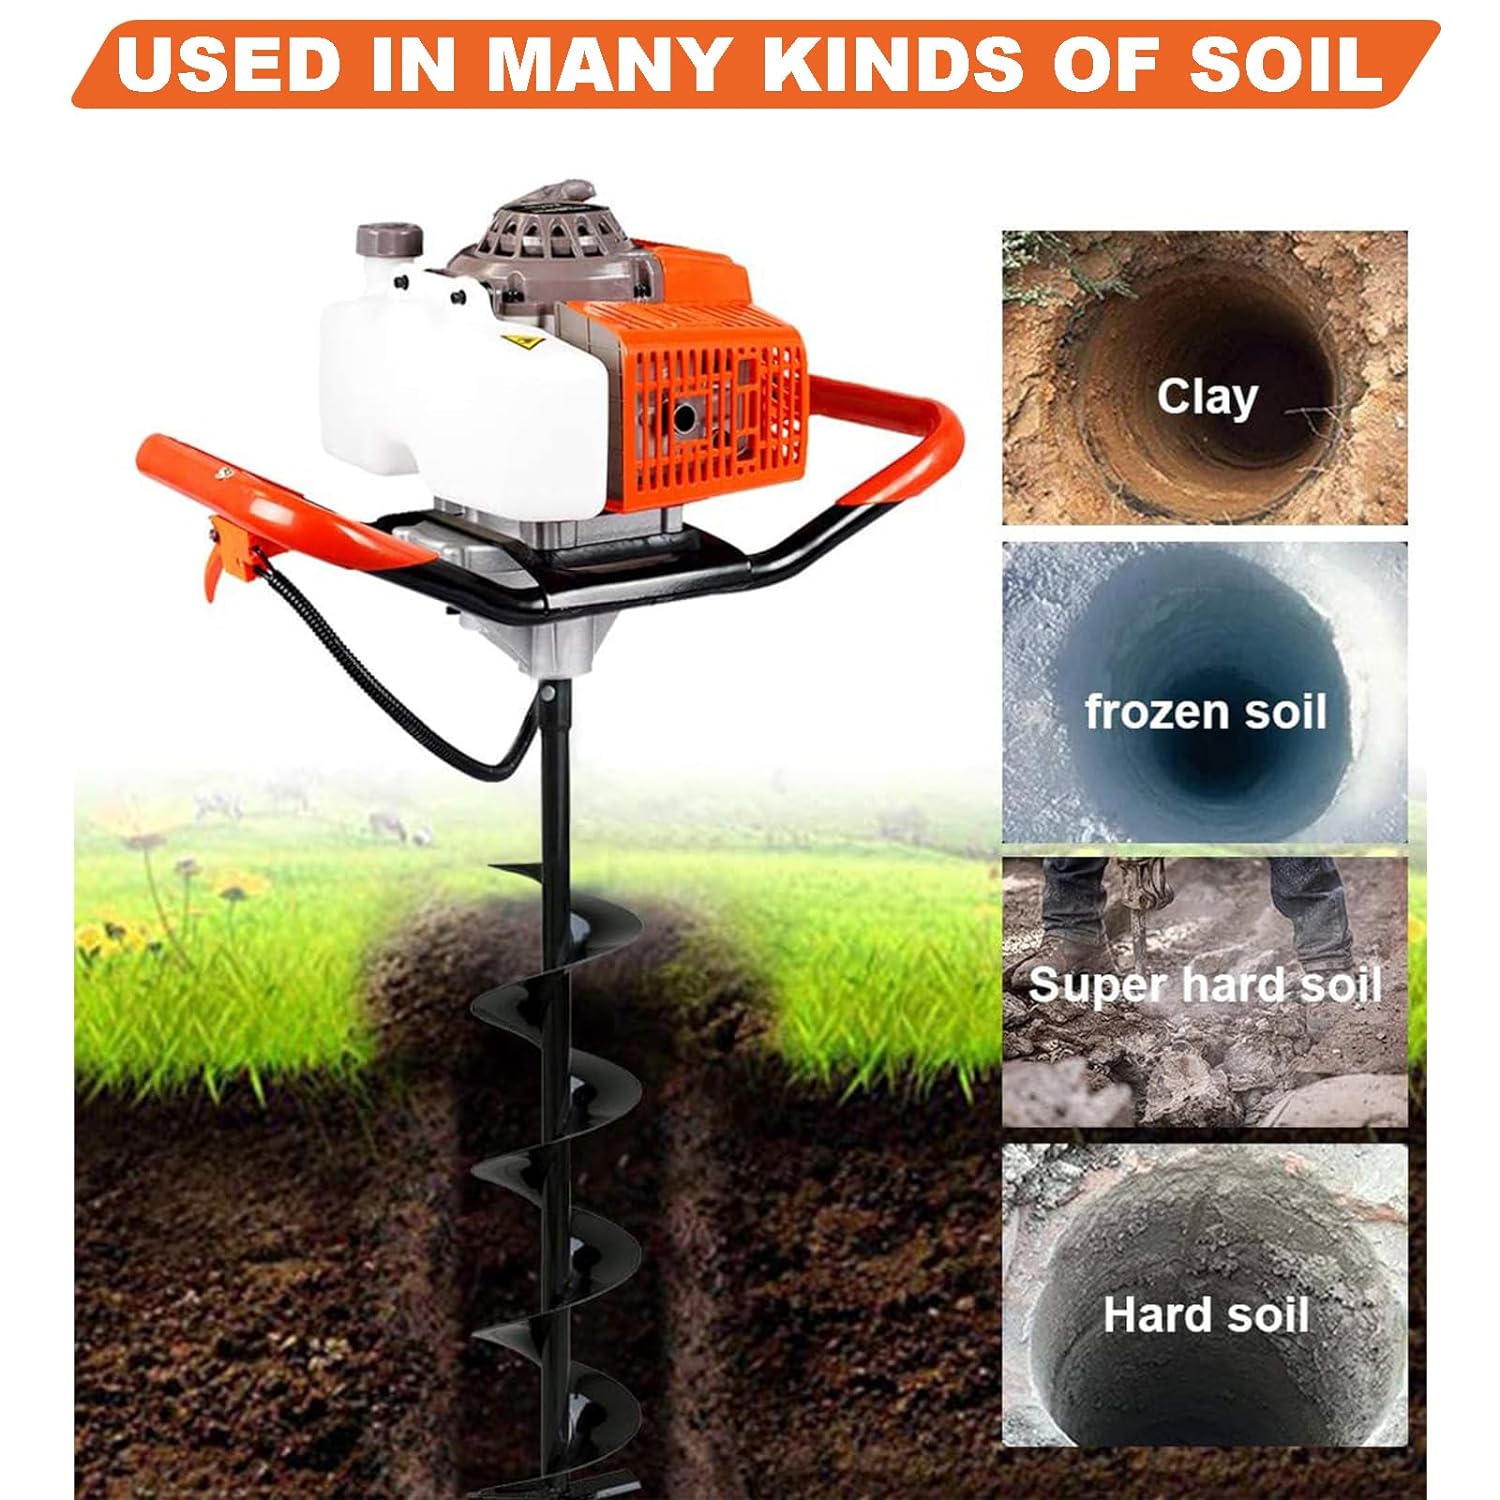 USED IN MANY KINDS OF SOIL
Clay
frozen soil
Super hard soil
Hard soil